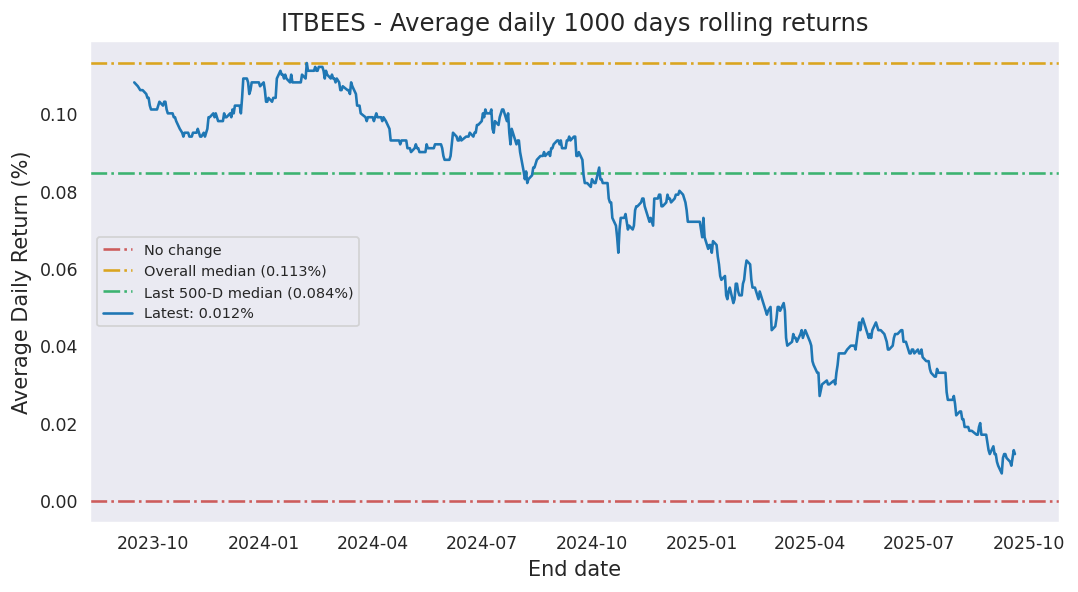 ITBEES - Average daily 1000 days rolling returns
Average Daily Return (%)
0.10
0.08
0.06
0.04
0.02
0.00
No change
Overall median (0.113%)
Last 500-D median (0.084%)
Latest: 0.012%
2023-10 2024-01 2024-04 2024-07 2024-10 2025-01 2025-04 2025-07 2025-10
End date